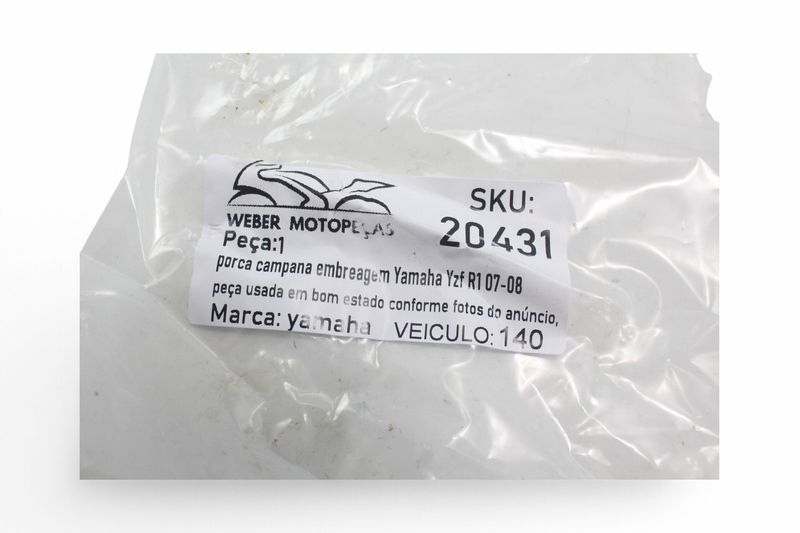 WEBER MOTOPEÇAS
SKU:
20431
Peça:1
porca campana embreagem Yamaha Yzf R1 07-08
peça usada em bom estado conforme fotos do anúncio,
Marca: yamaha VEICULO: 140